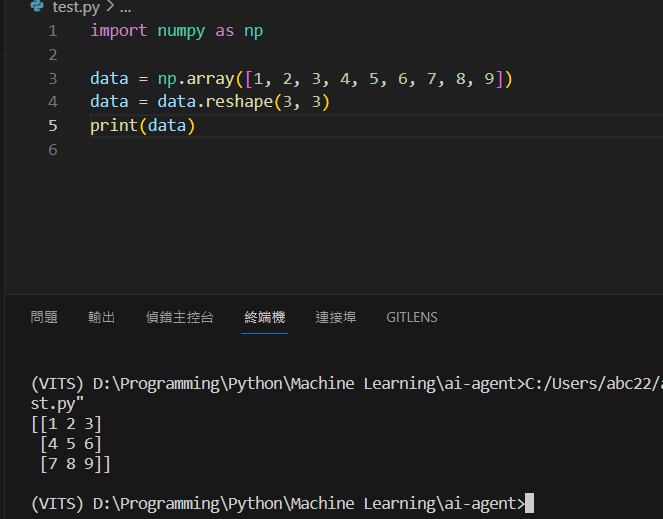 test.py > ...
1 import numpy as np
2
3 data = np.array([1, 2, 3, 4, 5, 6, 7, 8, 9])
4 data = data.reshape(3, 3)
5 print(data)
6
問題 輸出 偵錯主控台 終端機 連接埠 GITLENS
(VITS) D:\Programming\Python\Machine Learning\ai-agent>C:/Users/abc22/
st.py"
[[1 2 3]
 [4 5 6]
 [7 8 9]]
(VITS) D:\Programming\Python\Machine Learning\ai-agent>